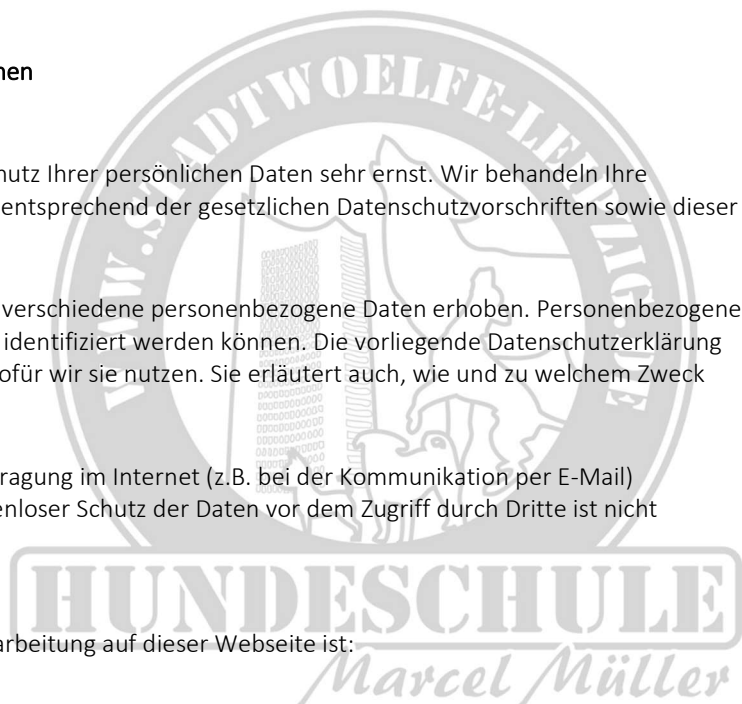 nen
WWW.STADTWOELFE-LEIPZIG.DE
nutz Ihrer persönlichen Daten sehr ernst. Wir behandeln Ihre
entsprechend der gesetzlichen Datenschutzvorschriften sowie dieser
verschiedene personenbezogene Daten erhoben. Personenbezogene
identifiziert werden können. Die vorliegende Datenschutzerklärung
ofür wir sie nutzen. Sie erläutert auch, wie und zu welchem Zweck
ragung im Internet (z.B. bei der Kommunikation per E-Mail)
enloser Schutz der Daten vor dem Zugriff durch Dritte ist nicht
HUNDESCHULE
arbeitung auf dieser Webseite ist:
Marcel Müller